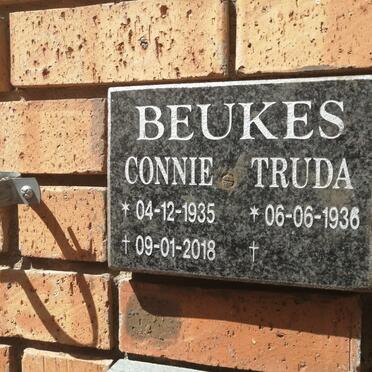 BEUKES
CONNIE TRUDA
* 04-12-1935 * 06-06-1936
† 09-01-2018 †